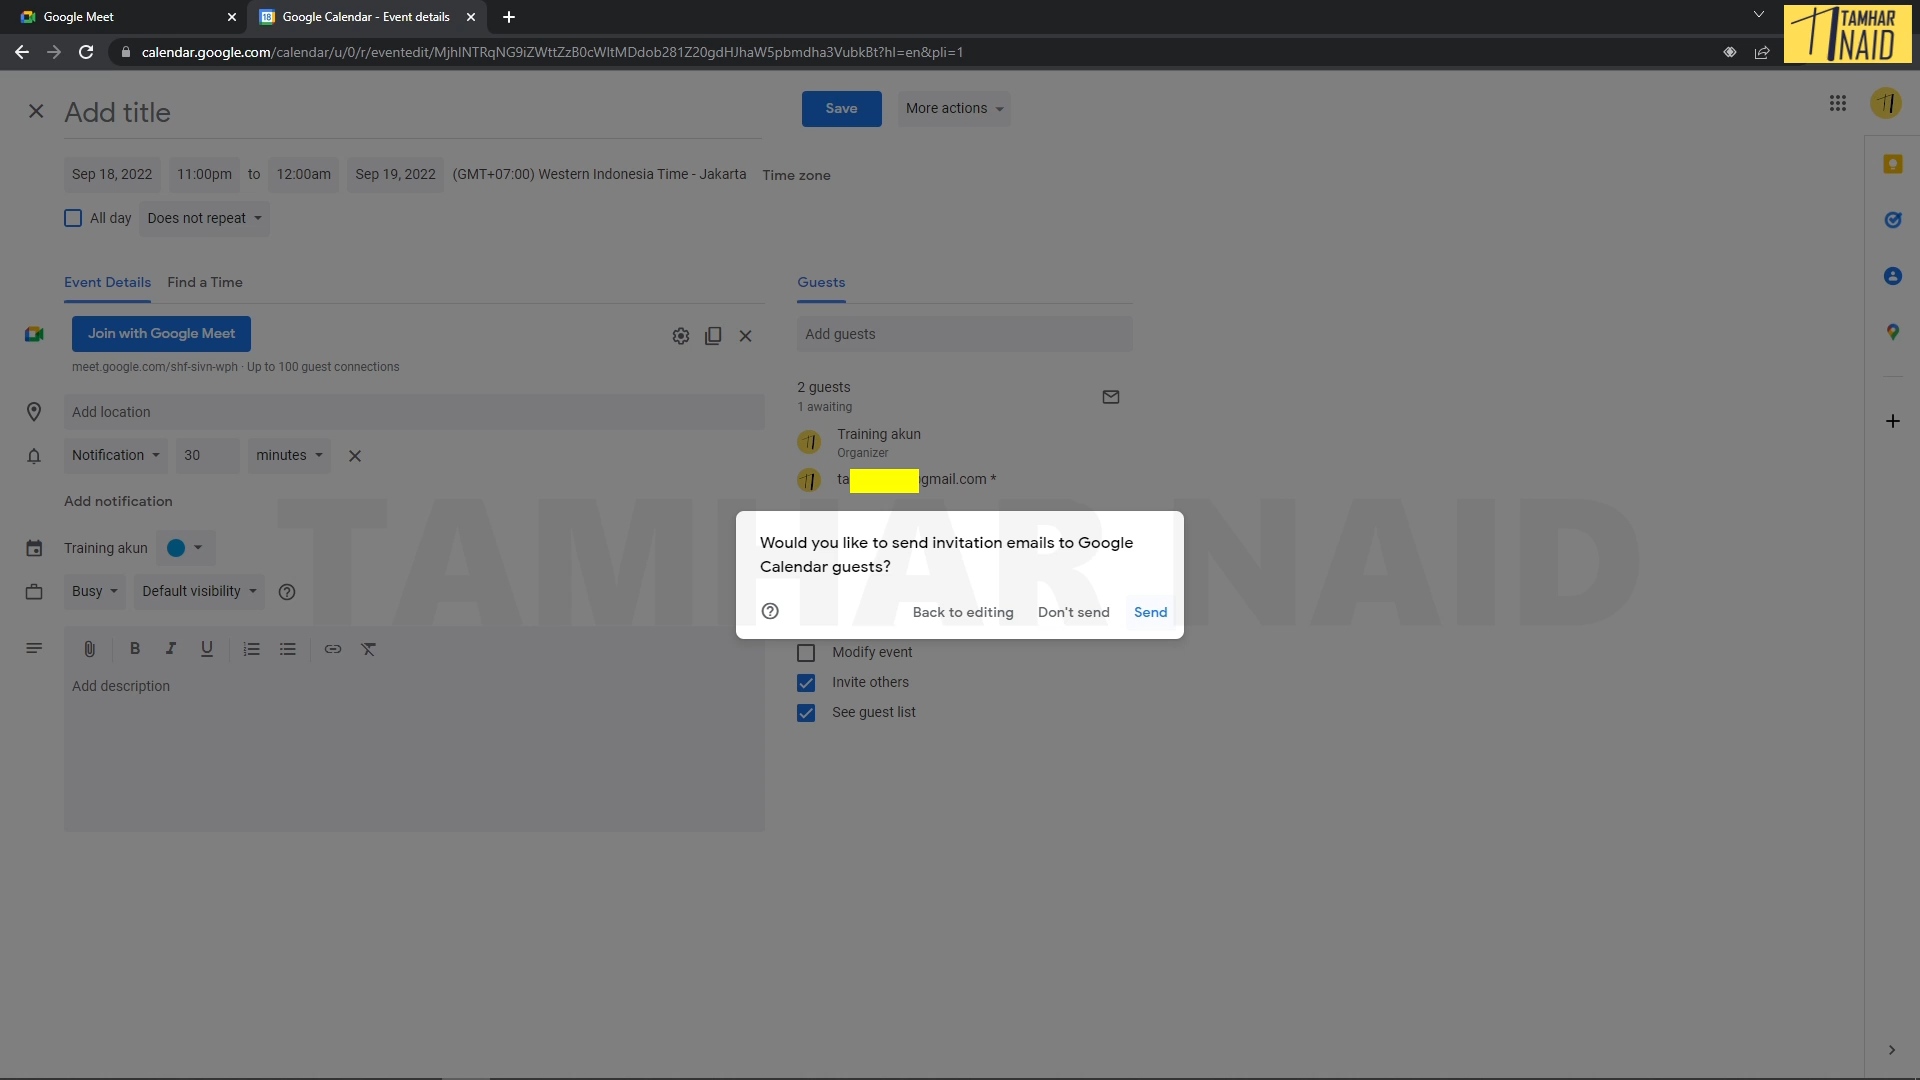 Google Meet
Google Calendar - Event details
TAMHAR
NAID
calendar.google.com/calendar/u/0/r/eventedit/MjhlNTRqNG9iZWttZzB0cWltMDdob281Z20gdHJhaW5pbmdha3VubkBt?hl=en&pli=1
Add title
Save
More actions
Sep 18, 2022
11:00pm
to
12:00am
Sep 19, 2022
(GMT+07:00) Western Indonesia Time - Jakarta
Time zone
All day
Does not repeat
Event Details
Find a Time
Guests
Join with Google Meet
meet.google.com/shf-sivn-wph · Up to 100 guest connections
Add guests
2 guests
1 awaiting
Add location
Training akun
Organizer
Notification
30
minutes
ta gmail.com *
Add notification
TAMHAR NAID
Would you like to send invitation emails to Google
Calendar guests?
Back to editing
Don't send
Send
Training akun
Busy
Default visibility
Modify event
Invite others
See guest list
B
I
U
Add description